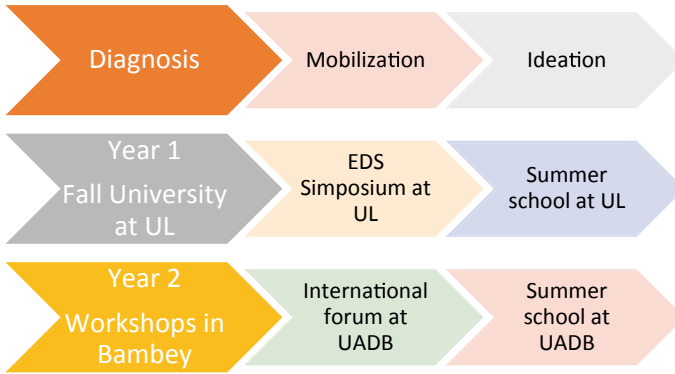 Diagnosis
Mobilization
Ideation
Year 1
Fall University
at UL
EDS
Simposium at
UL
Summer
school at UL
Year 2
Workshops in
Bambey
International
forum at
UADB
Summer
school at
UADB